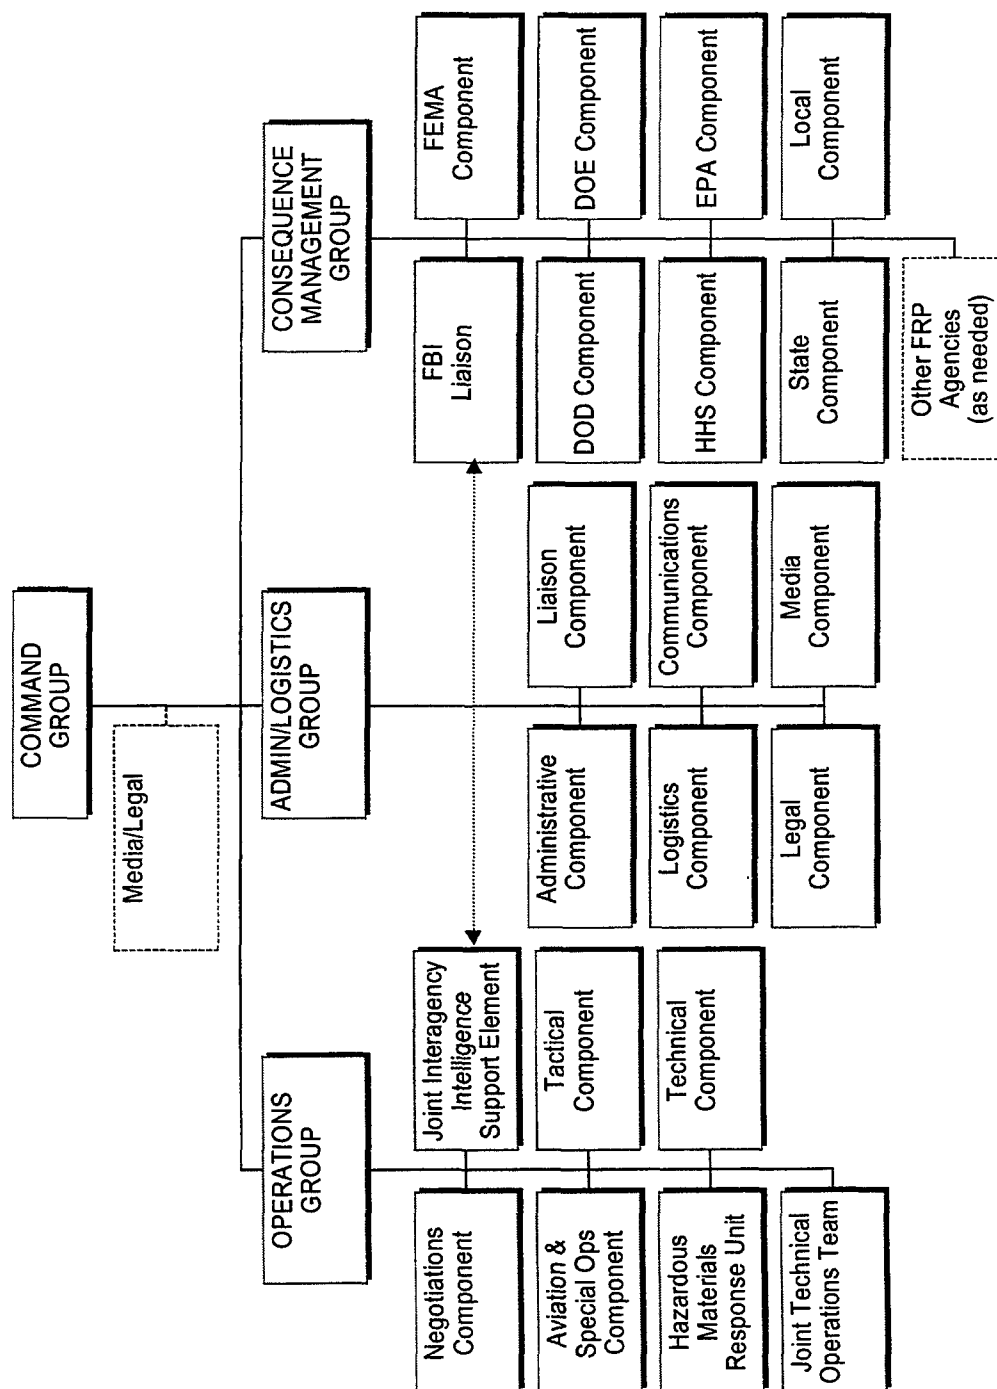 COMMAND
GROUP
Media/Legal
OPERATIONS
GROUP
ADMIN/LOGISTICS
GROUP
CONSEQUENCE
MANAGEMENT
GROUP
Negotiations
Component
Joint Interagency
Intelligence
Support Element
Aviation &
Special Ops
Component
Tactical
Component
Hazardous
Materials
Response Unit
Technical
Component
Joint Technical
Operations Team
Administrative
Component
Liaison
Component
Logistics
Component
Communications
Component
Legal
Component
Media
Component
FBI
Liaison
FEMA
Component
DOD Component
DOE Component
HHS Component
EPA Component
State
Component
Local
Component
Other FRP
Agencies
(as needed)